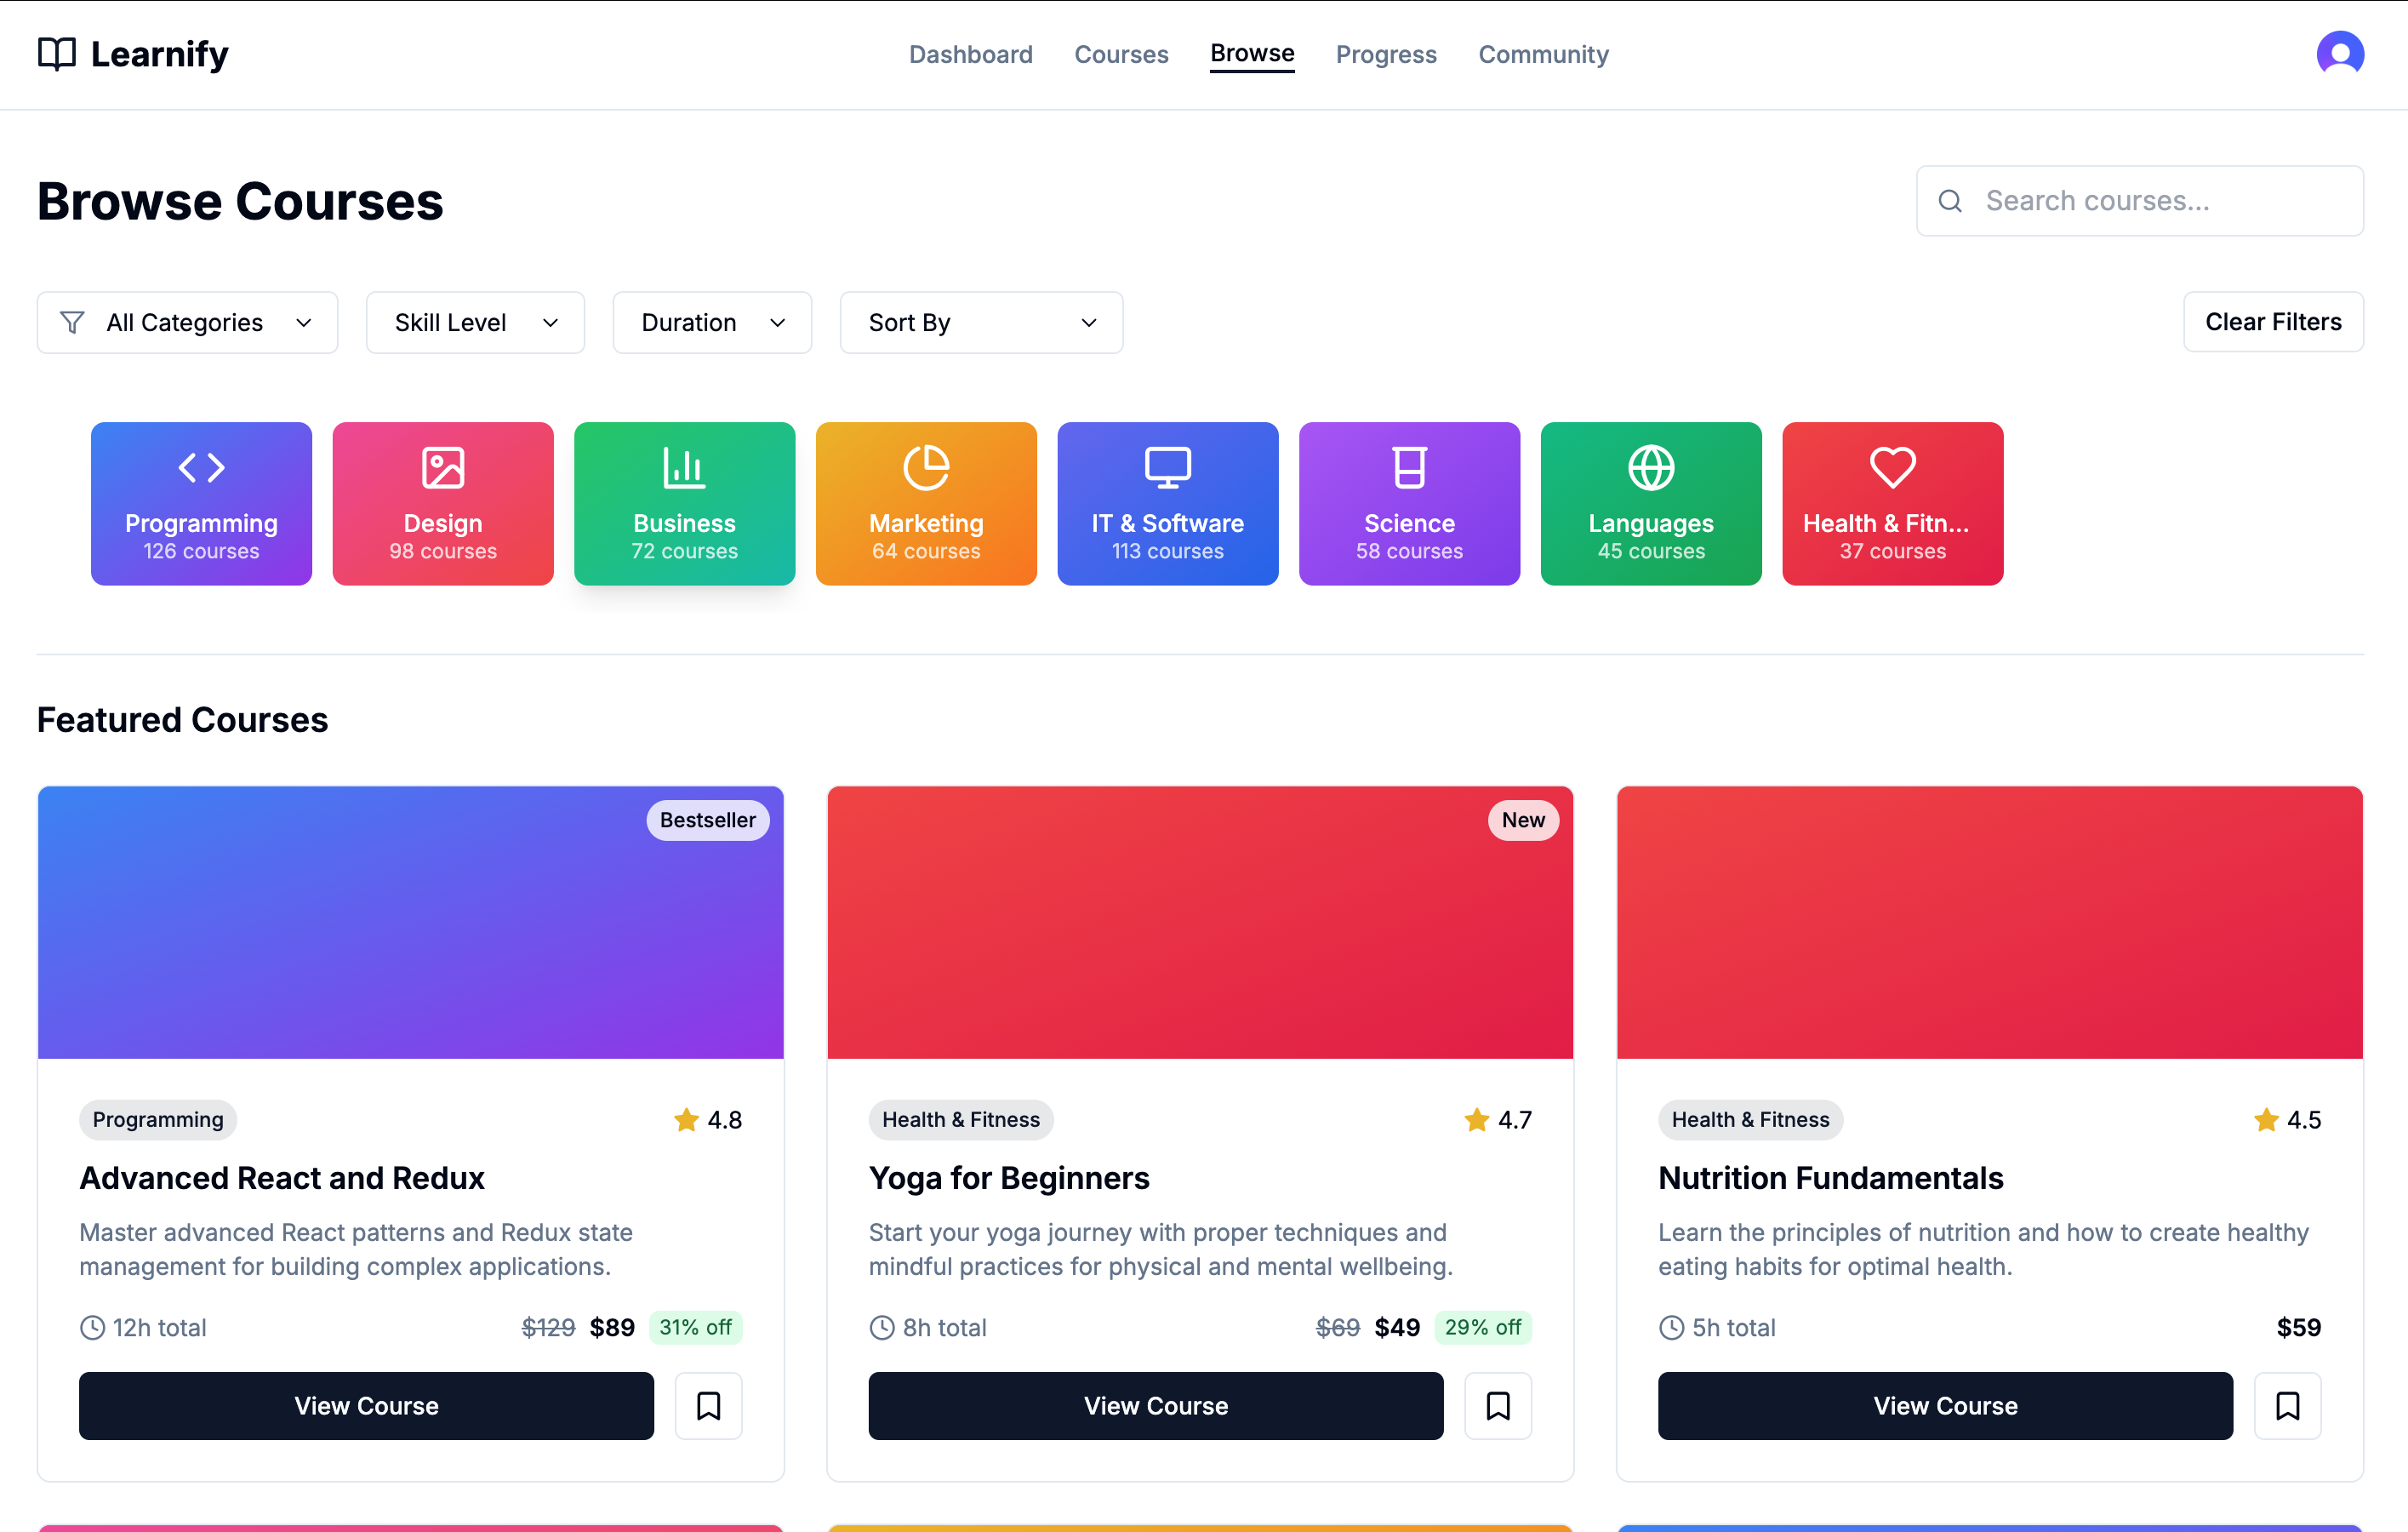 Learnify
Dashboard
Courses
Browse
Progress
Community
Browse Courses
Search courses...
All Categories
Skill Level
Duration
Sort By
Clear Filters
Programming
126 courses
Design
98 courses
Business
72 courses
Marketing
64 courses
IT & Software
113 courses
Science
58 courses
Languages
45 courses
Health & Fitn...
37 courses
Featured Courses
Bestseller
Programming
4.8
Advanced React and Redux
Master advanced React patterns and Redux state
management for building complex applications.
12h total
$129 $89 31% off
View Course
New
Health & Fitness
4.7
Yoga for Beginners
Start your yoga journey with proper techniques and
mindful practices for physical and mental wellbeing.
8h total
$69 $49 29% off
View Course
Health & Fitness
4.5
Nutrition Fundamentals
Learn the principles of nutrition and how to create healthy
eating habits for optimal health.
5h total
$59
View Course